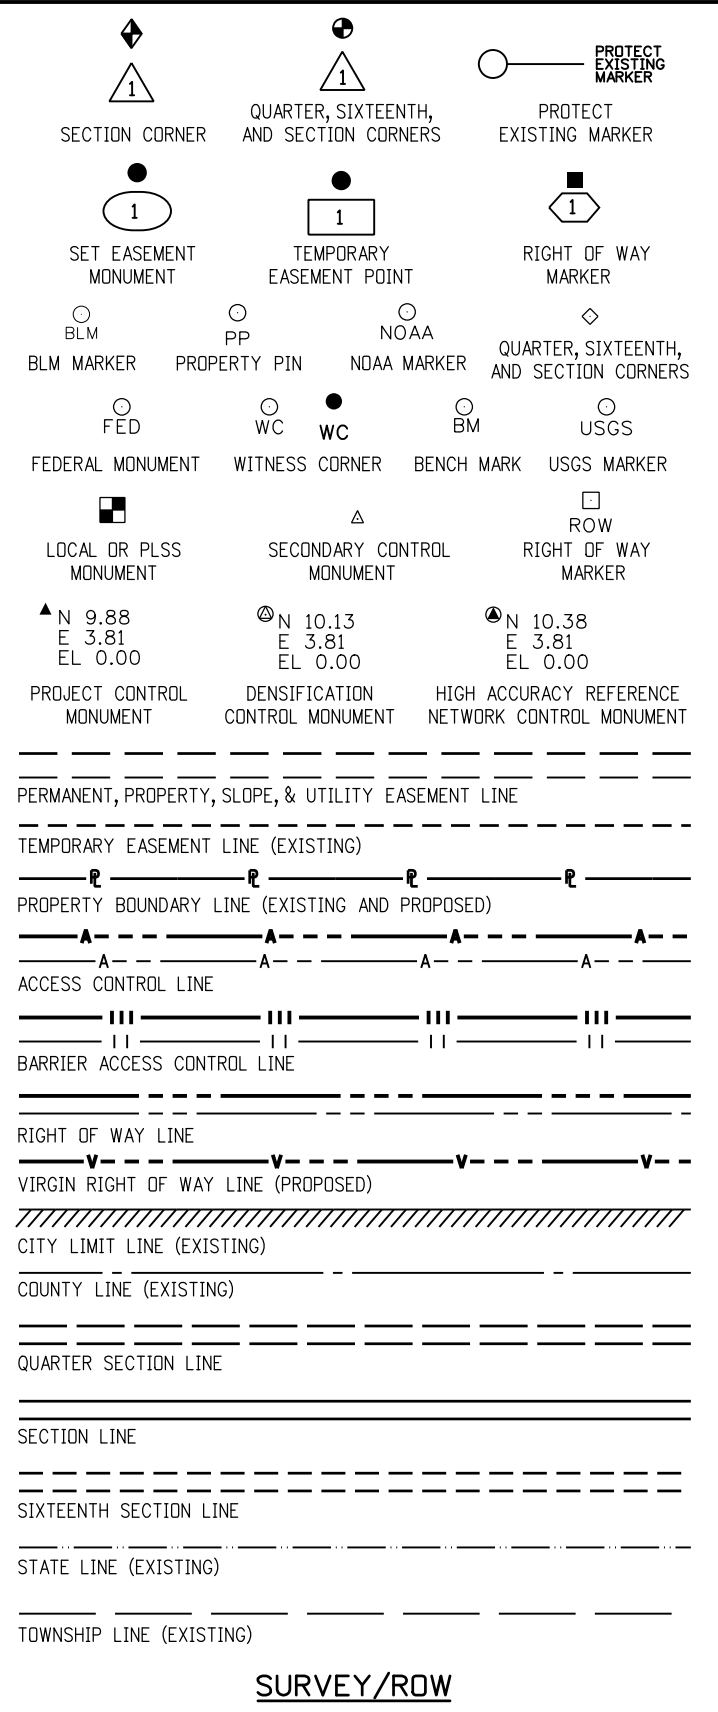 1
SECTION CORNER
1
QUARTER, SIXTEENTH,
AND SECTION CORNERS
PROTECT
EXISTING
MARKER
PROTECT
EXISTING MARKER
1
SET EASEMENT
MONUMENT
1
TEMPORARY
EASEMENT POINT
1
RIGHT OF WAY
MARKER
BLM
BLM MARKER
PP
PROPERTY PIN
NOAA
NOAA MARKER
QUARTER, SIXTEENTH,
AND SECTION CORNERS
FED
FEDERAL MONUMENT
WC
WC
WITNESS CORNER
BM
BENCH MARK
USGS
USGS MARKER
LOCAL OR PLSS
MONUMENT
SECONDARY CONTROL
MONUMENT
ROW
RIGHT OF WAY
MARKER
N 9.88
E 3.81
EL 0.00
PROJECT CONTROL
MONUMENT
N 10.13
E 3.81
EL 0.00
DENSIFICATION
CONTROL MONUMENT
N 10.38
E 3.81
EL 0.00
HIGH ACCURACY REFERENCE
NETWORK CONTROL MONUMENT
PERMANENT, PROPERTY, SLOPE, & UTILITY EASEMENT LINE
TEMPORARY EASEMENT LINE (EXISTING)
PL PL PL PL
PROPERTY BOUNDARY LINE (EXISTING AND PROPOSED)
A A A A
A A A A
ACCESS CONTROL LINE
BARRIER ACCESS CONTROL LINE
RIGHT OF WAY LINE
V V V V
VIRGIN RIGHT OF WAY LINE (PROPOSED)
CITY LIMIT LINE (EXISTING)
COUNTY LINE (EXISTING)
QUARTER SECTION LINE
SECTION LINE
SIXTEENTH SECTION LINE
STATE LINE (EXISTING)
TOWNSHIP LINE (EXISTING)
SURVEY/ROW